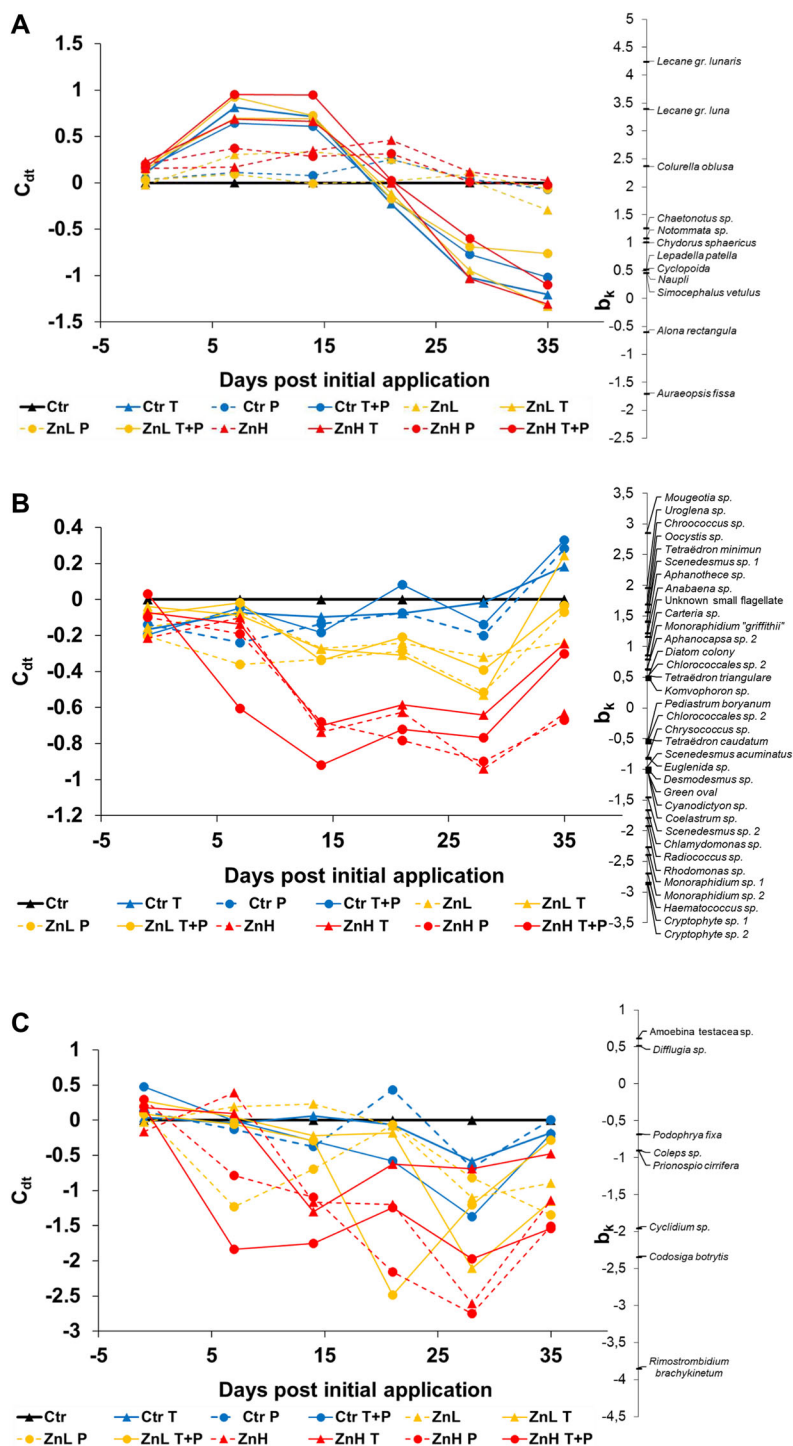 A
1.5
1
0.5
0
-0.5
-1
-1.5
C_dt
-5 5 15 25 35
Days post initial application
Ctr Ctr T Ctr P Ctr T+P ZnL ZnL T
ZnL P ZnL T+P ZnH ZnH T ZnH P ZnH T+P
5
4.5
4
3.5
3
2.5
2
1.5
1
0.5
0
-0.5
-1
-1.5
-2
-2.5
b_k
Lecane gr. lunaris
Lecane gr. luna
Colurella oblusa
Chaetonotus sp.
Notommata sp.
Chydorus sphaericus
Lepadella patella
Cyclopoida
Naupli
Simocephalus vetulus
Alona rectangula
Auraeopsis fissa
B
0.4
0.2
0
-0.2
-0.4
-0.6
-0.8
-1
-1.2
C_dt
-5 5 15 25 35
Days post initial application
Ctr Ctr T Ctr P Ctr T+P ZnL ZnL T
ZnL P ZnL T+P ZnH ZnH T ZnH P ZnH T+P
3,5
3
2,5
2
1,5
1
0,5
0
-0,5
-1
-1,5
-2
-2,5
-3
-3,5
b_k
Mougeotia sp.
Uroglena sp.
Chroococcus sp.
Oocystis sp.
Tetraëdron minimun
Scenedesmus sp. 1
Aphanothece sp.
Anabaena sp.
Unknown small flagellate
Carteria sp.
Monoraphidium "griffithii"
Aphanocapsa sp. 2
Diatom colony
Chlorococcales sp. 2
Tetraëdron triangulare
Komvophoron sp.
Pediastrum boryanum
Chlorococcales sp. 2
Chrysococcus sp.
Tetraëdron caudatum
Scenedesmus acuminatus
Euglenida sp.
Desmodesmus sp.
Green oval
Cyanodictyon sp.
Coelastrum sp.
Scenedesmus sp. 2
Chlamydomonas sp.
Radiococcus sp.
Rhodomonas sp.
Monoraphidium sp. 1
Monoraphidium sp. 2
Haematococcus sp.
Cryptophyte sp. 1
Cryptophyte sp. 2
C
1
0.5
0
-0.5
-1
-1.5
-2
-2.5
-3
C_dt
-5 5 15 25 35
Days post initial application
Ctr Ctr T Ctr P Ctr T+P ZnL ZnL T
ZnL P ZnL T+P ZnH ZnH T ZnH P ZnH T+P
1
0,5
0
-0,5
-1
-1,5
-2
-2,5
-3
-3,5
-4
-4,5
b_k
Amoebina testacea sp.
Difflugia sp.
Podophrya fixa
Coleps sp.
Prionospio cirrifera
Cyclidium sp.
Codosiga botrytis
Rimostrombidium
brachykinetum